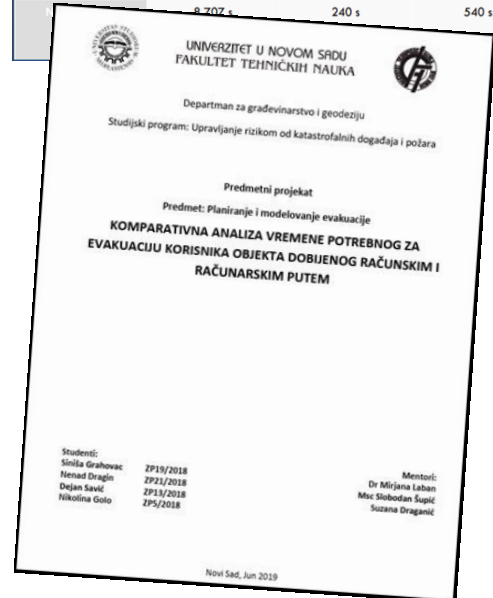 8.707 s 240 s 540 s
UNIVERZITET U NOVOM SADU
FAKULTET TEHNIČKIH NAUKA
Departman za građevinarstvo i geodeziju
Studijski program: Upravljanje rizikom od katastrofalnih događaja i požara
Predmetni projekat
Predmet: Planiranje i modelovanje evakuacije
KOMPARATIVNA ANALIZA VREMENE POTREBNOG ZA
EVAKUACIJU KORISNIKA OBJEKTA DOBIJENOG RAČUNSKIM I
RAČUNARSKIM PUTEM
Studenti:
Siniša Grahovac ZP19/2018
Nenad Dragin ZP21/2018
Dejan Savić ZP13/2018
Nikolina Golo ZP5/2018
Mentori:
Dr Mirjana Laban
Msc Slobodan Šupić
Suzana Draganić
Novi Sad, Jun 2019